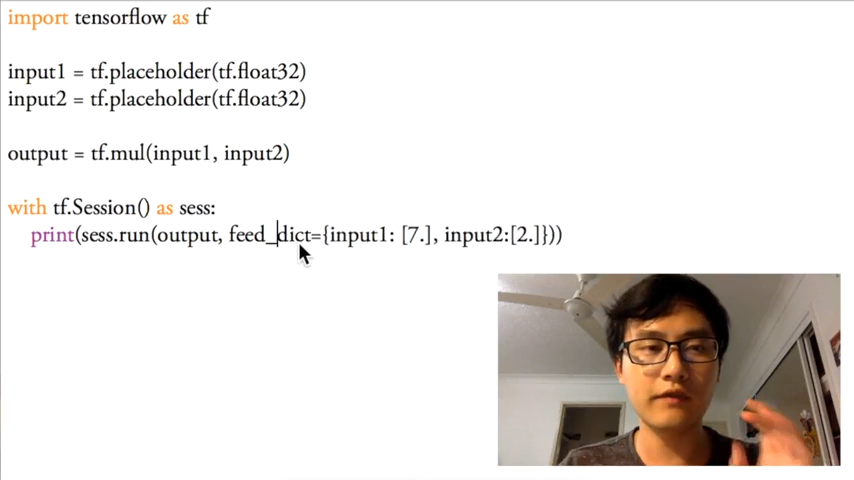 import tensorflow as tf
input1 = tf.placeholder(tf.float32)
input2 = tf.placeholder(tf.float32)
output = tf.mul(input1, input2)
with tf.Session() as sess:
print(sess.run(output, feed_dict={input1: [7.], input2:[2.]}))